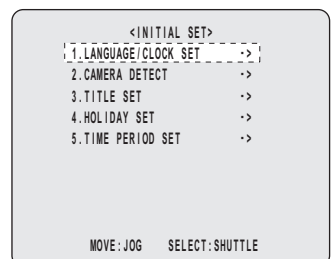 <INITIAL SET>
1.LANGUAGE/CLOCK SET ->
2.CAMERA DETECT ->
3.TITLE SET ->
4.HOLIDAY SET ->
5.TIME PERIOD SET ->
MOVE:JOG SELECT:SHUTTLE